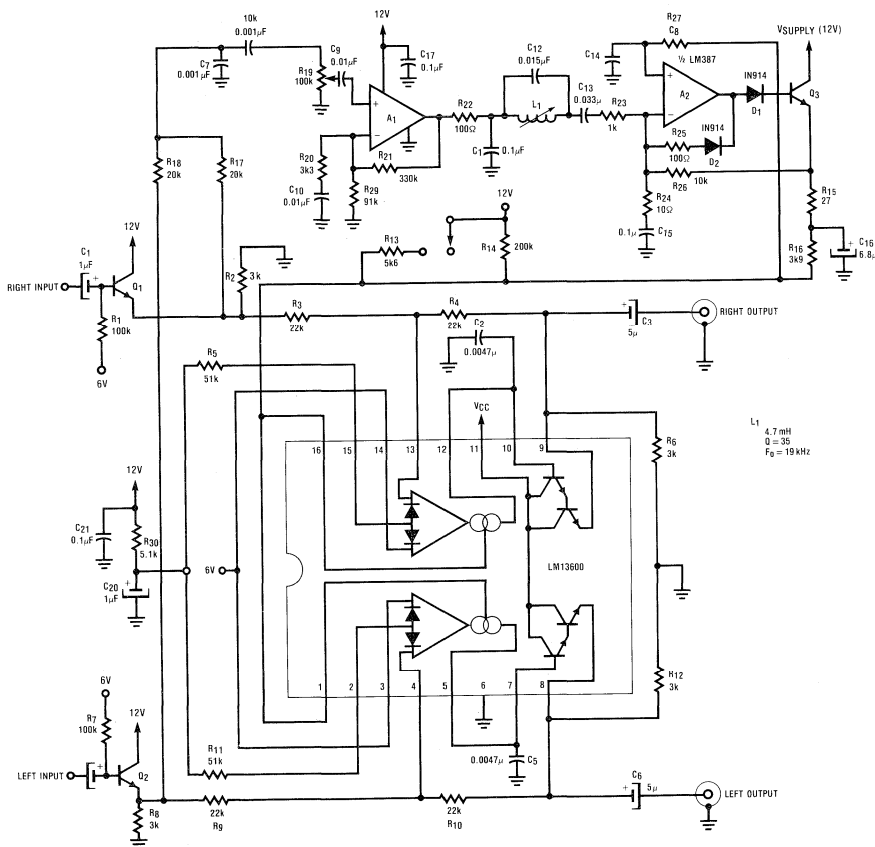 12V
10k
0.001μF
C7
0.001μF
R19
100k
C9
0.01μF
C17
0.1μF
A1
+
−
R20
3k3
C10
0.01μF
R21
330k
R29
91k
R22
100Ω
C12
0.015μF
L1
C1
0.1μF
C13
0.033μ
R23
1k
C14
R27
C8
½ LM387
A2
+
−
VSUPPLY (12V)
IN914
D1
Q3
IN914
D2
R25
100Ω
R26 10k
R24
10Ω
0.1μ
C15
R15
27
R16
3k9
C16
6.8μ
R18
20k
R17
20k
12V
R13
5k6
R14
200k
C1
1μF
12V
RIGHT INPUT
+
Q1
R1
100k
6V
R2
3k
R3
22k
R4
22k
C2
0.0047μ
+
C3
5μ
RIGHT OUTPUT
R5
51k
VCC
16 15 14 13 12 11 10 9
R6
3k
L1
4.7 mH
Q = 35
F0 = 19 kHz
12V
C21
0.1μF
R30
5.1k
C20
1μF
+
6V
LM13600
1 2 3 4 5 6 7 8
R12
3k
6V
R7
100k
12V
LEFT INPUT
+
Q2
R8
3k
R11
51k
0.0047μ
C5
22k
R9
22k
R10
C6
+
5μ
LEFT OUTPUT